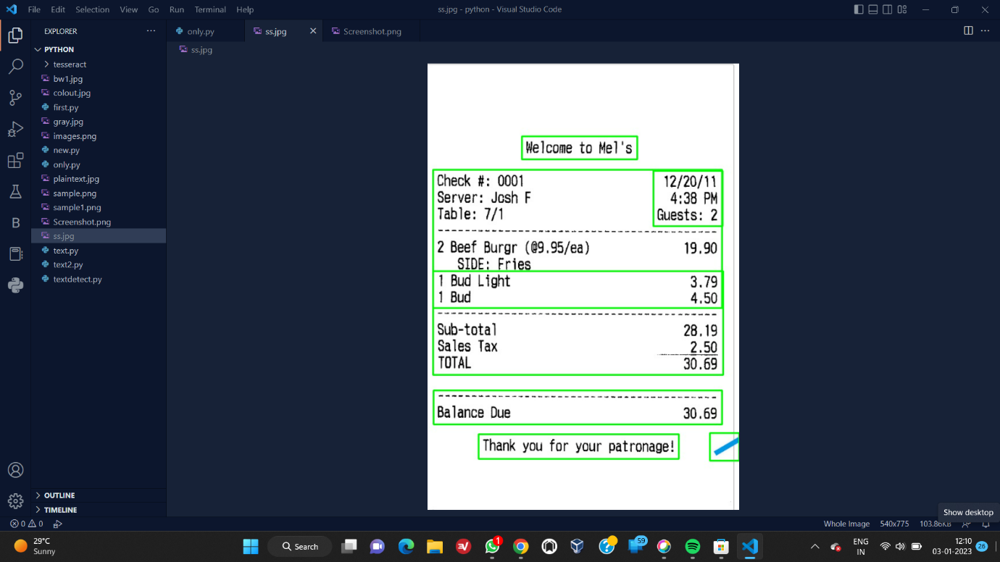 File Edit Selection View Go Run Terminal Help
ss.jpg - python - Visual Studio Code
EXPLORER
PYTHON
tesseract
bw1.jpg
colout.jpg
first.py
gray.jpg
images.png
new.py
only.py
plaintext.jpg
sample.png
sample1.png
Screenshot.png
ss.jpg
text.py
text2.py
textdetect.py
OUTLINE
TIMELINE
only.py ss.jpg Screenshot.png
ss.jpg
Welcome to Mel's
Check #: 0001 12/20/11
Server: Josh F 4:38 PM
Table: 7/1 Guests: 2
2 Beef Burgr (@9.95/ea) 19.90
SIDE: Fries
1 Bud Light 3.79
1 Bud 4.50
Sub-total 28.19
Sales Tax 2.50
TOTAL 30.69
Balance Due 30.69
Thank you for your patronage!
Show desktop
0 0
Whole Image 540x775 103.86KB
29°C
Sunny
Search
1
59
ENG
IN
12:10
03-01-2023
26